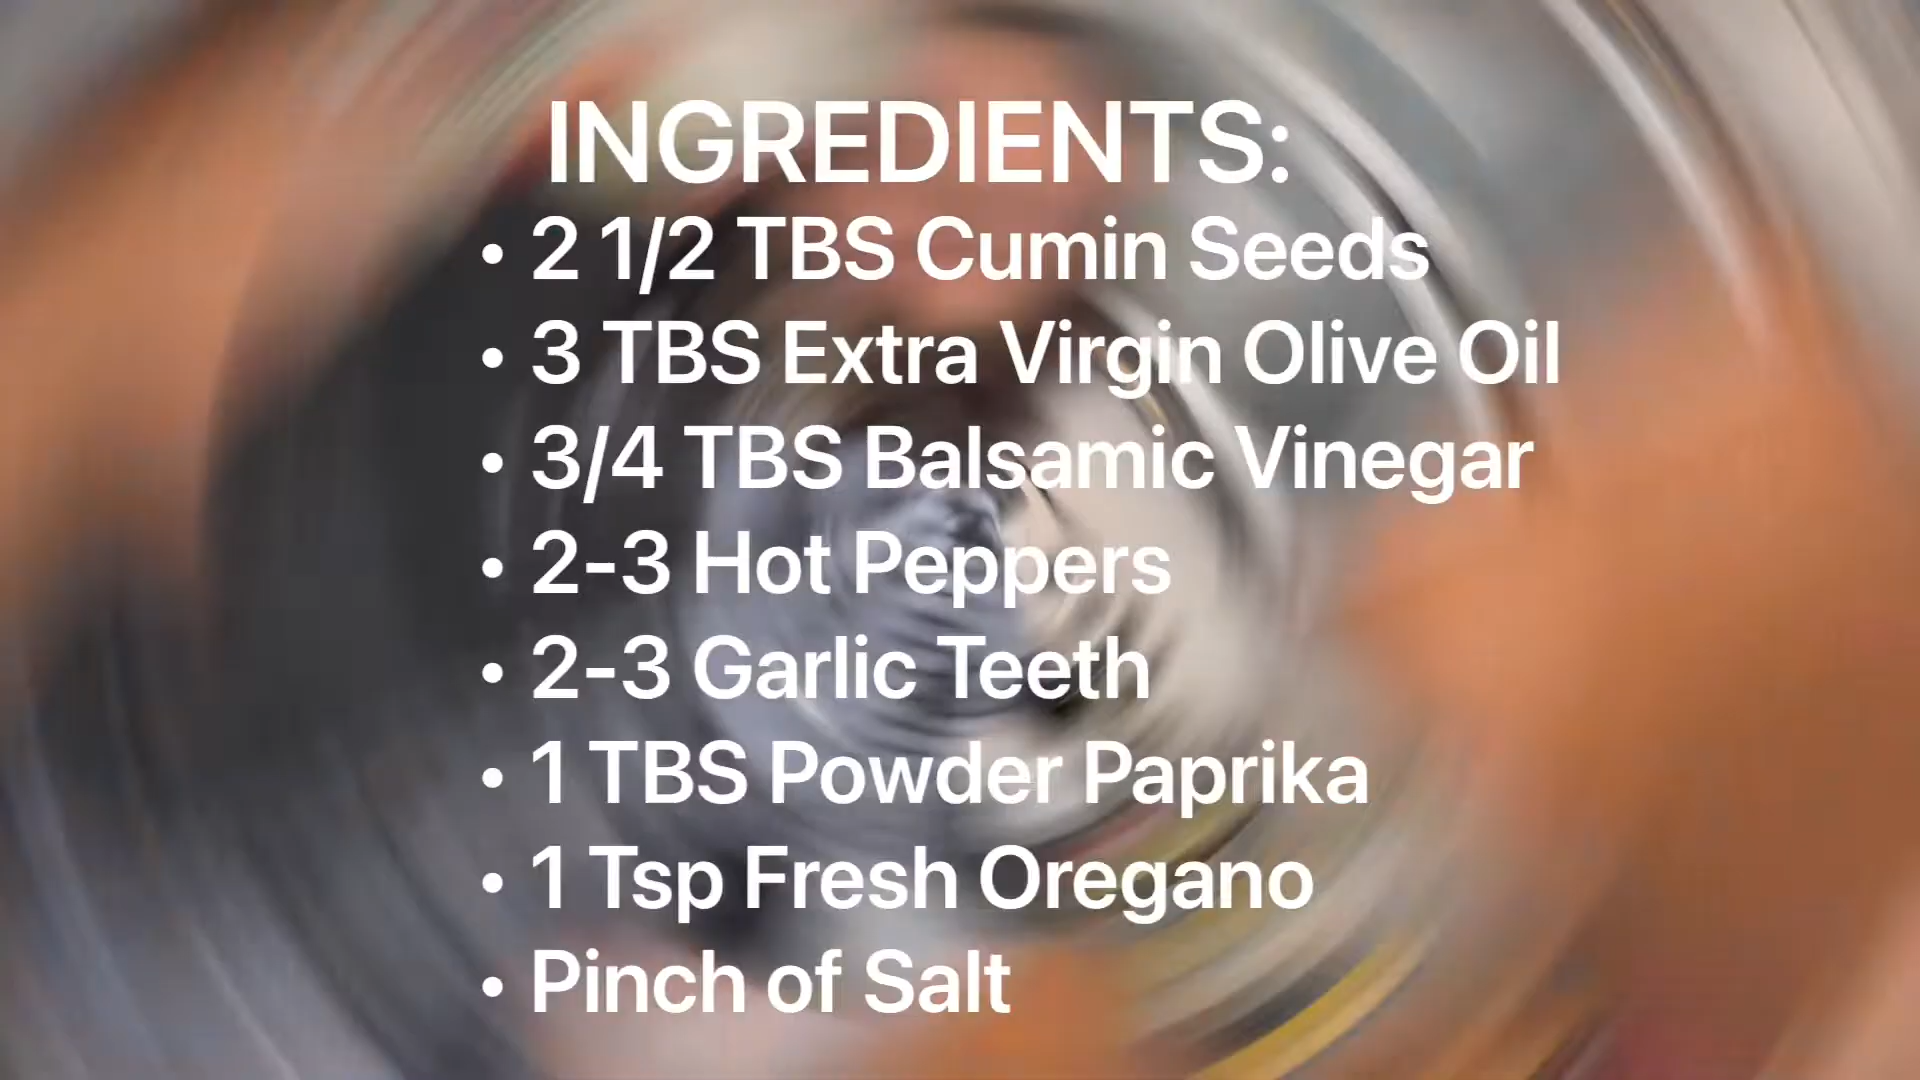 INGREDIENTS:
• 2 1/2 TBS Cumin Seeds
• 3 TBS Extra Virgin Olive Oil
• 3/4 TBS Balsamic Vinegar
• 2-3 Hot Peppers
• 2-3 Garlic Teeth
• 1 TBS Powder Paprika
• 1 Tsp Fresh Oregano
• Pinch of Salt